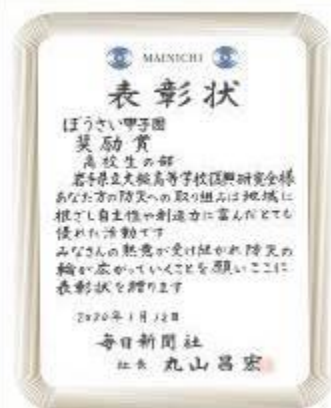 MAINICHI
表彰状
ぼうさい甲子園
奨励賞
高校生の部
岩手県立大槌高等学校復興研究会様
あなた方の防災への取り組みは地域に
根ざし自主性や創造力に富んだとても
優れた活動です
みなさんの熱意が受け継がれ防災の
輪が広がっていくことを願いここに
表彰状を贈ります
2020年1月12日
毎日新聞社
社長 丸山昌宏